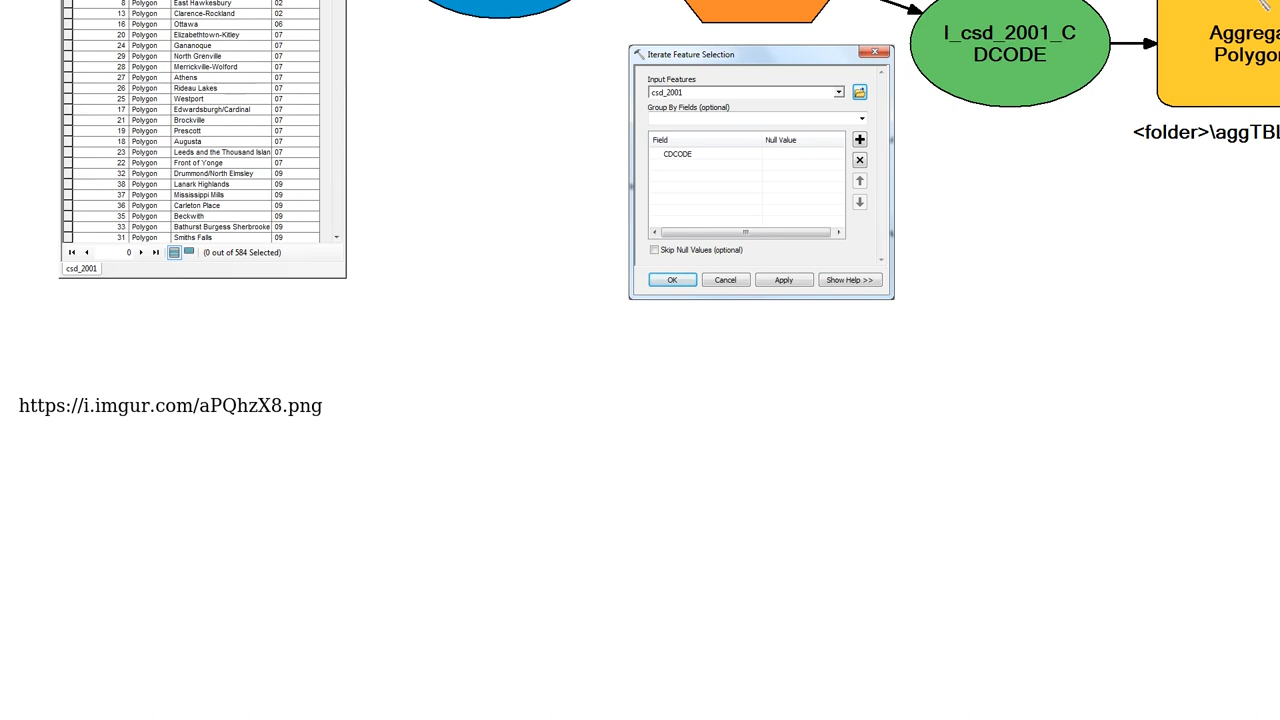 8 Polygon East Hawkesbury 02
13 Polygon Clarence-Rockland 02
16 Polygon Ottawa 06
20 Polygon Elizabethtown-Kitley 07
24 Polygon Gananoque 07
29 Polygon North Grenville 07
28 Polygon Merrickville-Wolford 07
27 Polygon Athens 07
26 Polygon Rideau Lakes 07
25 Polygon Westport 07
17 Polygon Edwardsburgh/Cardinal 07
21 Polygon Brockville 07
19 Polygon Prescott 07
18 Polygon Augusta 07
23 Polygon Leeds and the Thousand Islan 07
22 Polygon Front of Yonge 07
32 Polygon Drummond/North Elmsley 09
38 Polygon Lanark Highlands 09
37 Polygon Mississippi Mills 09
36 Polygon Carleton Place 09
35 Polygon Beckwith 09
33 Polygon Bathurst Burgess Sherbrooke 09
31 Polygon Smiths Falls 09
0 (0 out of 584 Selected)
csd_2001
Iterate Feature Selection
Input Features
csd_2001
Group By Fields (optional)
Field Null Value
CDCODE
Skip Null Values (optional)
OK Cancel Apply Show Help >>
I_csd_2001_C
DCODE
Aggrega
Polygon
<folder>\aggTBL
https://i.imgur.com/aPQhzX8.png